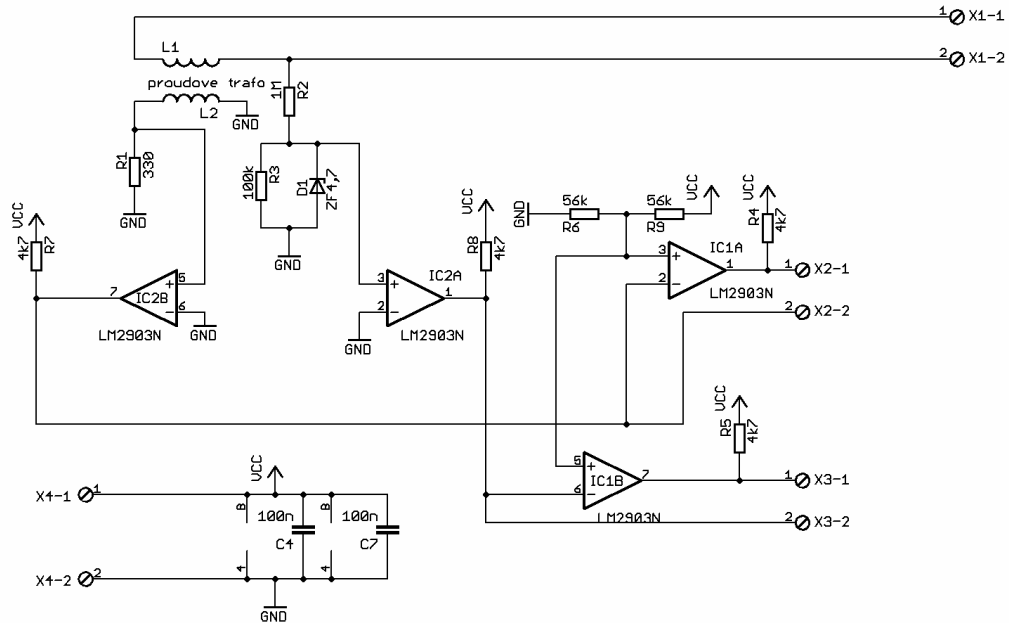 1 X1-1
L1
2 X1-2
proudove trafo
L2
GND
1M
R2
R1
330
GND
100k
R3
D1
ZF4,7
GND
VCC
4k7
R7
7
IC2B
+
5
-
6
GND
LM2903N
3
+
2
-
GND
IC2A
1
LM2903N
VCC
R8
4k7
GND
56k
R6
56k
R9
VCC
VCC
R4
4k7
3
+
2
-
IC1A
1
LM2903N
1 X2-1
2 X2-2
VCC
R5
4k7
5
+
6
-
IC1B
7
LM2903N
1 X3-1
2 X3-2
X4-1 1
VCC
8
100n
C4
8
100n
C7
4
4
X4-2 2
GND